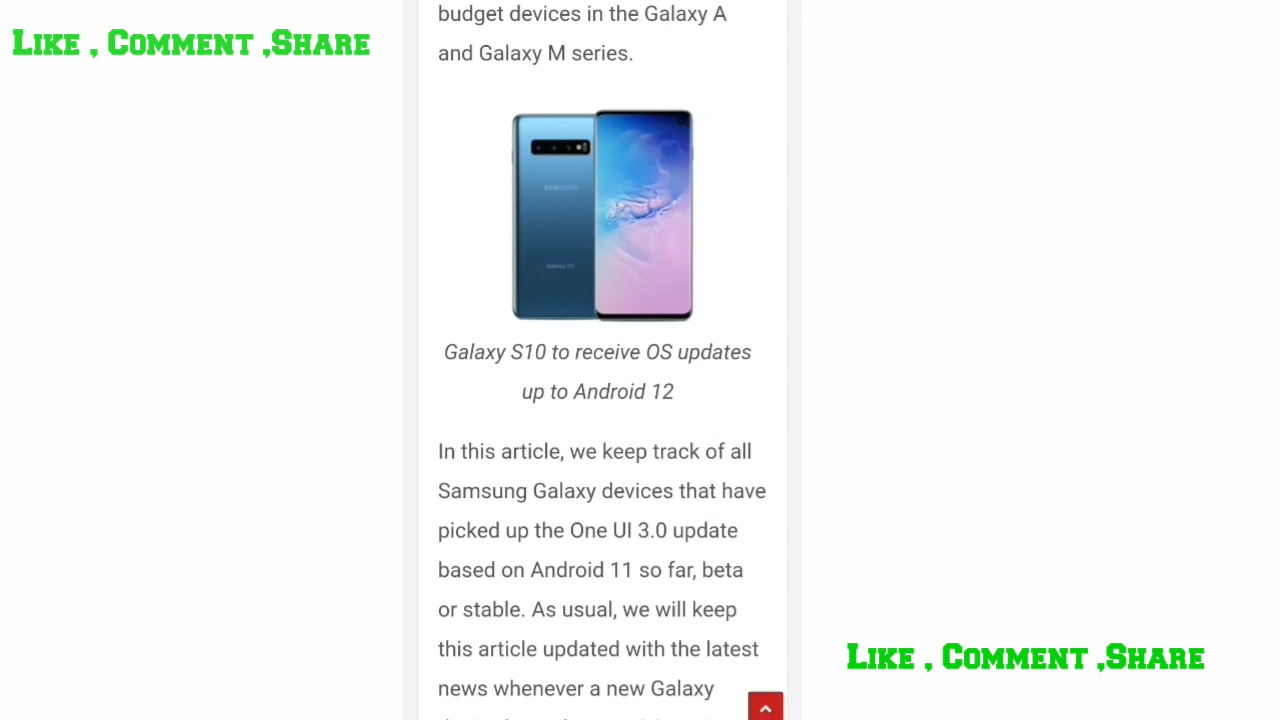 Like , Comment ,Share
budget devices in the Galaxy A
and Galaxy M series.
SAMSUNG
Galaxy S10 to receive OS updates
up to Android 12
In this article, we keep track of all
Samsung Galaxy devices that have
picked up the One UI 3.0 update
based on Android 11 so far, beta
or stable. As usual, we will keep
this article updated with the latest
news whenever a new Galaxy
Like , Comment ,Share